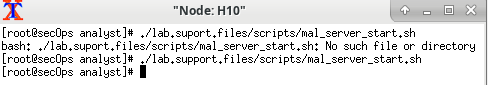 "Node: H10"
[root@secOps analyst]# ./lab.suport.files/scripts/mal_server_start.sh
bash: ./lab.suport.files/scripts/mal_server_start.sh: No such file or directory
[root@secOps analyst]# ./lab.support.files/scripts/mal_server_start.sh
[root@secOps analyst]#